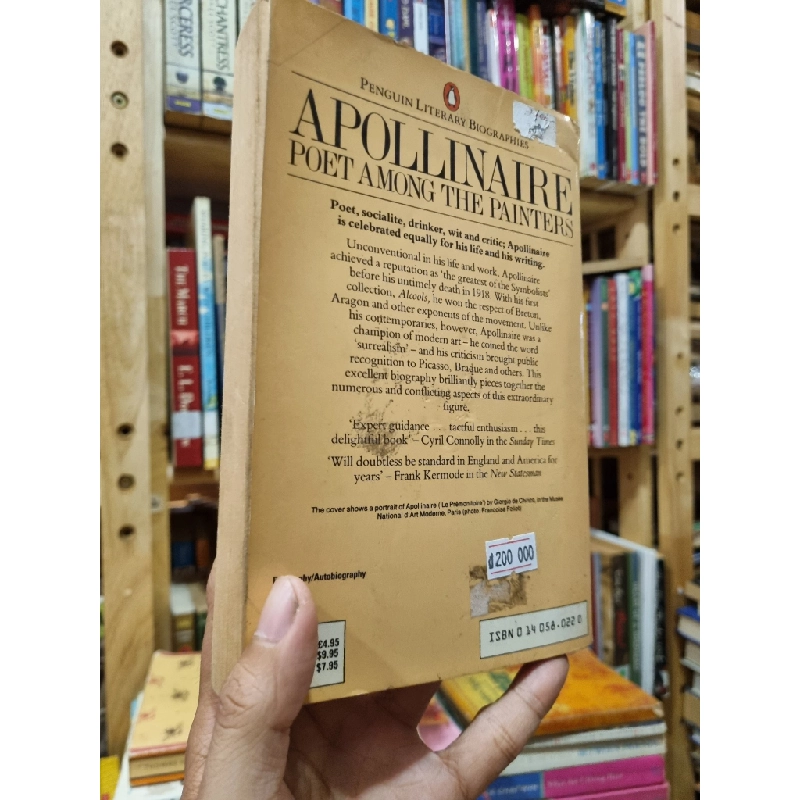 PENGUIN LITERARY BIOGRAPHIES
APOLLINAIRE
POET AMONG THE PAINTERS
Poet, socialite, drinker, wit and critic; Apollinaire
is celebrated equally for his life and his writing.
Unconventional in his life and work, Apollinaire
achieved a reputation as 'the greatest of the Symbolists'
before his untimely death in 1918. With his first
collection, Alcools, he won the respect of Breton,
Aragon and other exponents of the movement. Unlike
his contemporaries, however, Apollinaire was a
champion of modern art – he coined the word
'surrealism' – and his criticism brought public
recognition to Picasso, Braque and others. This
excellent biography brilliantly pieces together the
numerous and conflicting aspects of this extraordinary
figure.
'Expert guidance . . . tactful enthusiasm . . . this
delightful book' – Cyril Connolly in the Sunday Times
'Will doubtless be standard in England and America for
years' – Frank Kermode in the New Statesman
The cover shows a portrait of Apollinaire ('Le Prémonitoire') by Giorgio de Chirico, in the Musée
National d'Art Moderne, Paris (photo: Françoise Foliot)
đ200 000
/Autobiography
ISBN 0 14 058.022
£4.95
$9.95
$7.95
CERESS
CHANTRESS